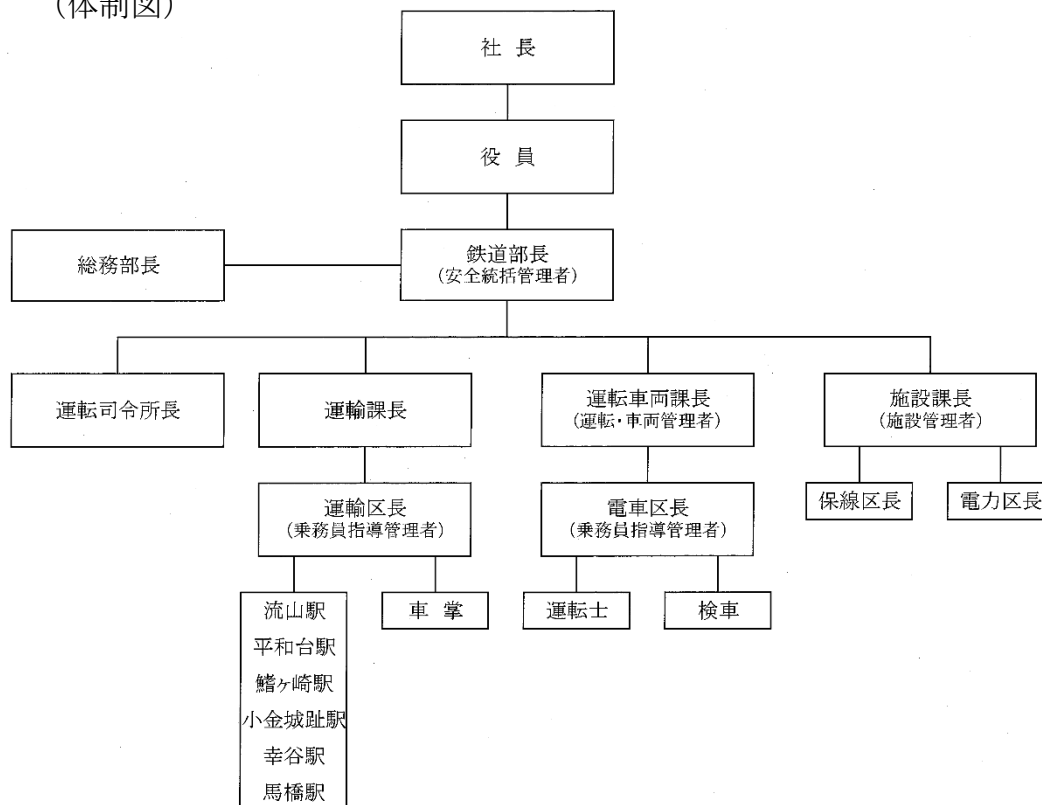 (体制図)
社 長
役 員
総務部長
鉄道部長
(安全統括管理者)
運転司令所長
運輸課長
運転車両課長
(運転・車両管理者)
施設課長
(施設管理者)
運輸区長
(乗務員指導管理者)
電車区長
(乗務員指導管理者)
保線区長
電力区長
流山駅
平和台駅
鰭ヶ崎駅
小金城趾駅
幸谷駅
馬橋駅
車 掌
運転士
検車